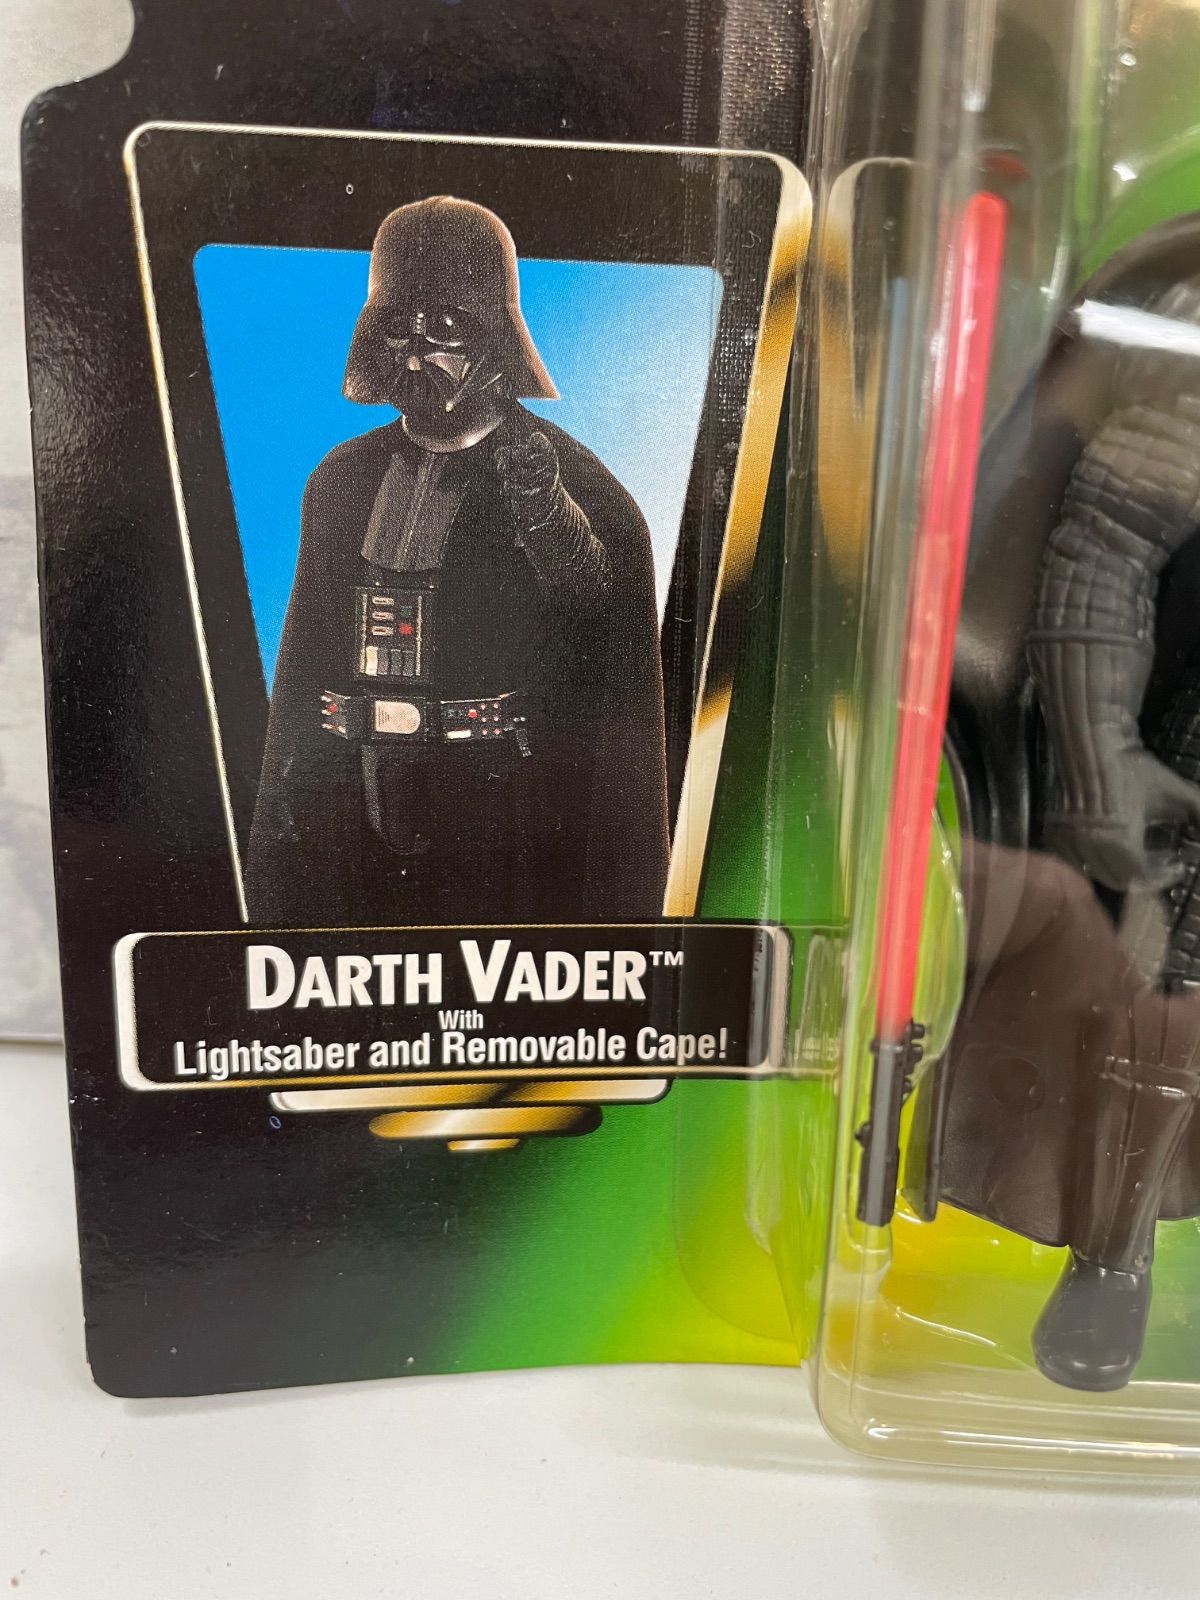 DARTH VADER™
With
Lightsaber and Removable Cape!